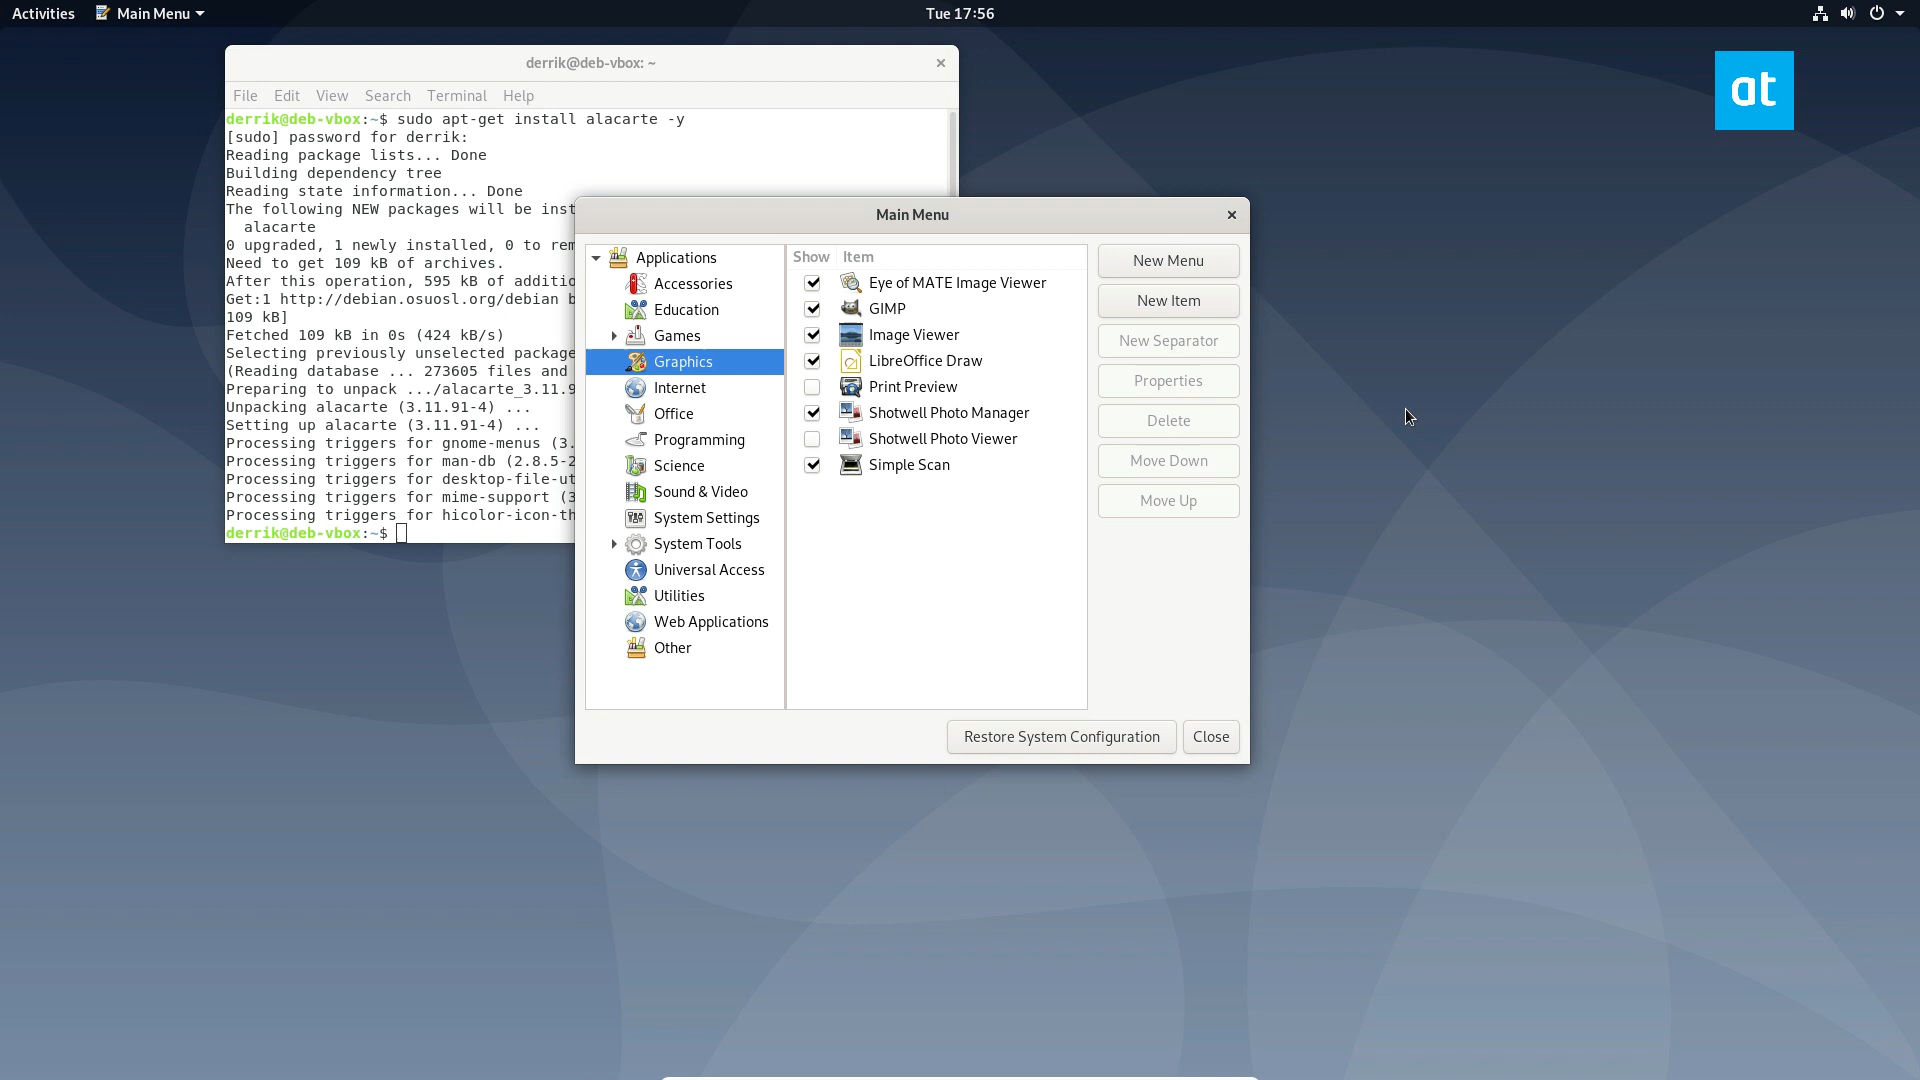 Activities
Main Menu
Tue 17:56
at
derrik@deb-vbox: ~
File Edit View Search Terminal Help
derrik@deb-vbox:~$ sudo apt-get install alacarte -y
[sudo] password for derrik:
Reading package lists... Done
Building dependency tree
Reading state information... Done
The following NEW packages will be inst
alacarte
0 upgraded, 1 newly installed, 0 to rem
Need to get 109 kB of archives.
After this operation, 595 kB of additio
Get:1 http://debian.osuosl.org/debian b
109 kB]
Fetched 109 kB in 0s (424 kB/s)
Selecting previously unselected package
(Reading database ... 273605 files and
Preparing to unpack .../alacarte_3.11.9
Unpacking alacarte (3.11.91-4) ...
Setting up alacarte (3.11.91-4) ...
Processing triggers for gnome-menus (3.
Processing triggers for man-db (2.8.5-2
Processing triggers for desktop-file-ut
Processing triggers for mime-support (3
Processing triggers for hicolor-icon-th
derrik@deb-vbox:~$
Main Menu
Applications
Accessories
Education
Games
Graphics
Internet
Office
Programming
Science
Sound & Video
System Settings
System Tools
Universal Access
Utilities
Web Applications
Other
Show Item
Eye of MATE Image Viewer
GIMP
Image Viewer
LibreOffice Draw
Print Preview
Shotwell Photo Manager
Shotwell Photo Viewer
Simple Scan
New Menu
New Item
New Separator
Properties
Delete
Move Down
Move Up
Restore System Configuration
Close